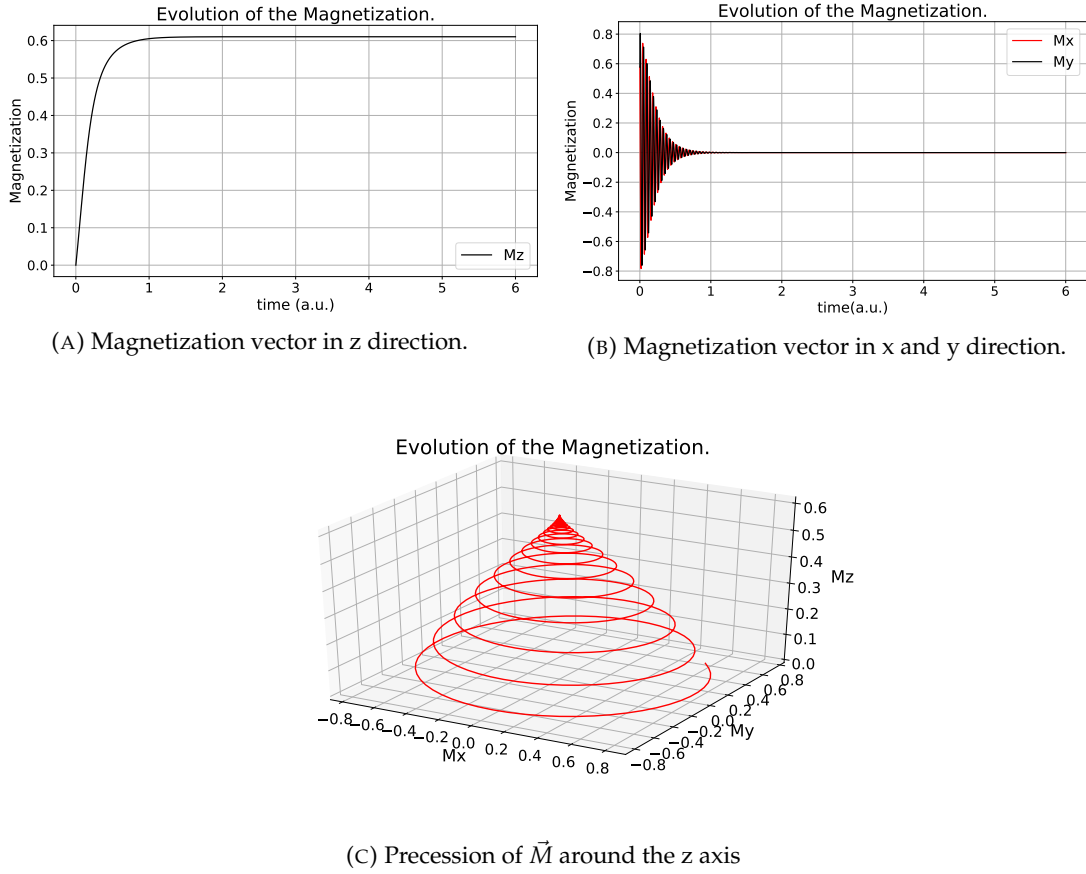 Evolution of the Magnetization.
Magnetization
0.6
0.5
0.4
0.3
0.2
0.1
0.0
Mz
0 1 2 3 4 5 6
time (a.u.)
(A) Magnetization vector in z direction.
Evolution of the Magnetization.
Magnetization
0.8
0.6
0.4
0.2
0.0
−0.2
−0.4
−0.6
−0.8
Mx
My
0 1 2 3 4 5 6
time(a.u.)
(B) Magnetization vector in x and y direction.
Evolution of the Magnetization.
0.6
0.5
0.4
0.3
0.2
0.1
0.0
Mz
−0.8 −0.6 −0.4 −0.2 0.0 0.2 0.4 0.6 0.8
Mx
−0.8 −0.6 −0.4 −0.2 0.0 0.2 0.4 0.6 0.8
My
(C) Precession of M⃗ around the z axis